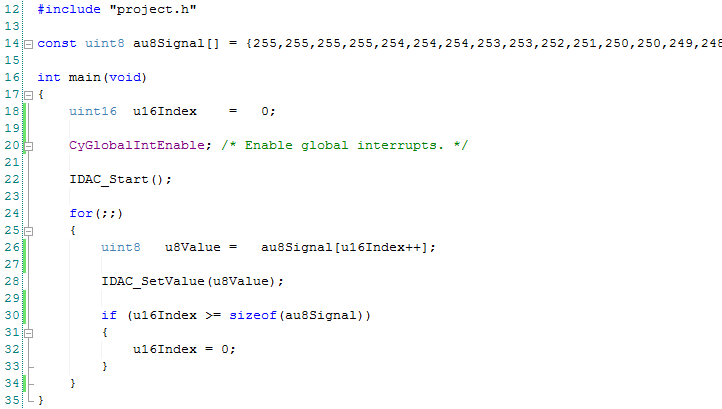 12 #include "project.h"
13
14 const uint8 au8Signal[] = {255,255,255,255,254,254,254,253,253,252,251,250,250,249,248
15
16 int main(void)
17 {
18     uint16  u16Index    =   0;
19
20     CyGlobalIntEnable; /* Enable global interrupts. */
21
22     IDAC_Start();
23
24     for(;;)
25     {
26         uint8   u8Value =   au8Signal[u16Index++];
27
28         IDAC_SetValue(u8Value);
29
30         if (u16Index >= sizeof(au8Signal))
31         {
32             u16Index = 0;
33         }
34     }
35 }